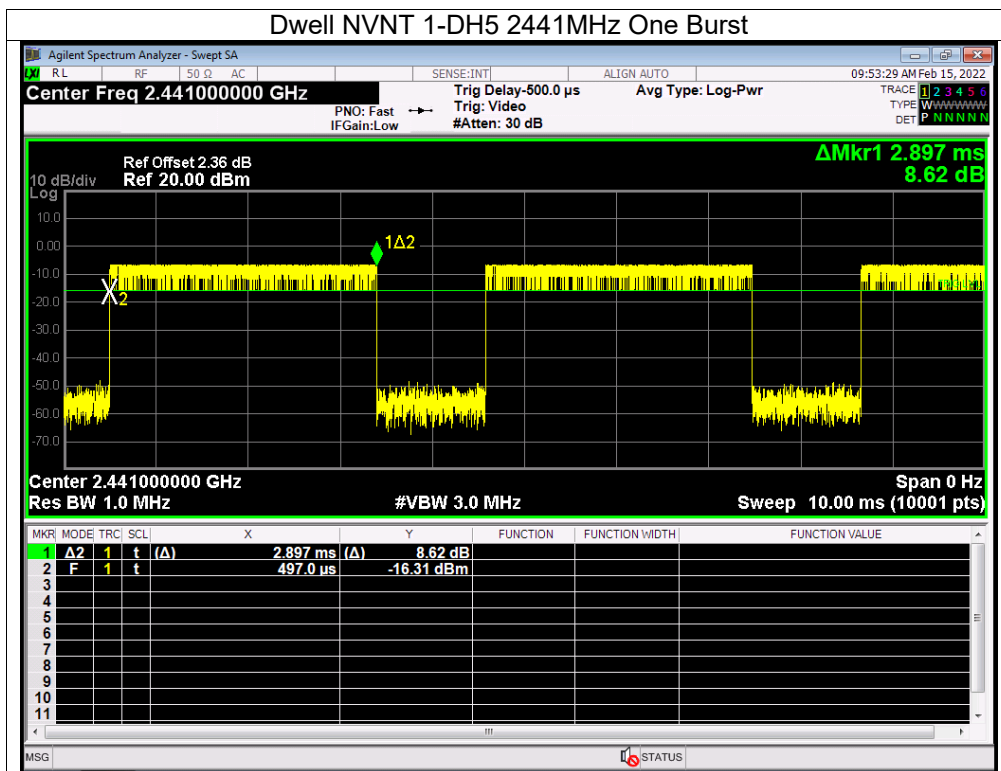 Dwell NVNT 1-DH5 2441MHz One Burst
Agilent Spectrum Analyzer - Swept SA
LXI RL RF 50 Ω AC SENSE:INT ALIGN AUTO 09:53:29 AM Feb 15, 2022
Center Freq 2.441000000 GHz
PNO: Fast
IFGain:Low
Trig Delay-500.0 µs
Trig: Video
#Atten: 30 dB
Avg Type: Log-Pwr
TRACE 1 2 3 4 5 6
TYPE WWWWWW
DET P N N N N N
ΔMkr1 2.897 ms
8.62 dB
Ref Offset 2.36 dB
10 dB/div Ref 20.00 dBm
Log
10.0
0.00
-10.0
-20.0
-30.0
-40.0
-50.0
-60.0
-70.0
1Δ2
2
Center 2.441000000 GHz Span 0 Hz
Res BW 1.0 MHz #VBW 3.0 MHz Sweep 10.00 ms (10001 pts)
MKR MODE TRC SCL X Y FUNCTION FUNCTION WIDTH FUNCTION VALUE
1 Δ2 1 t (Δ) 2.897 ms (Δ) 8.62 dB
2 F 1 t 497.0 µs -16.31 dBm
3
4
5
6
7
8
9
10
11
MSG STATUS